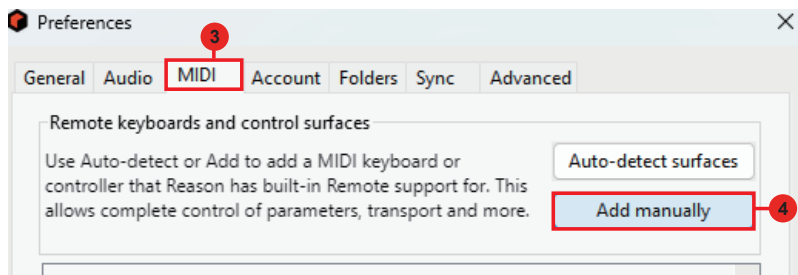 Preferences
3
General Audio MIDI Account Folders Sync Advanced
Remote keyboards and control surfaces
Use Auto-detect or Add to add a MIDI keyboard or
controller that Reason has built-in Remote support for. This
allows complete control of parameters, transport and more.
Auto-detect surfaces
Add manually
4